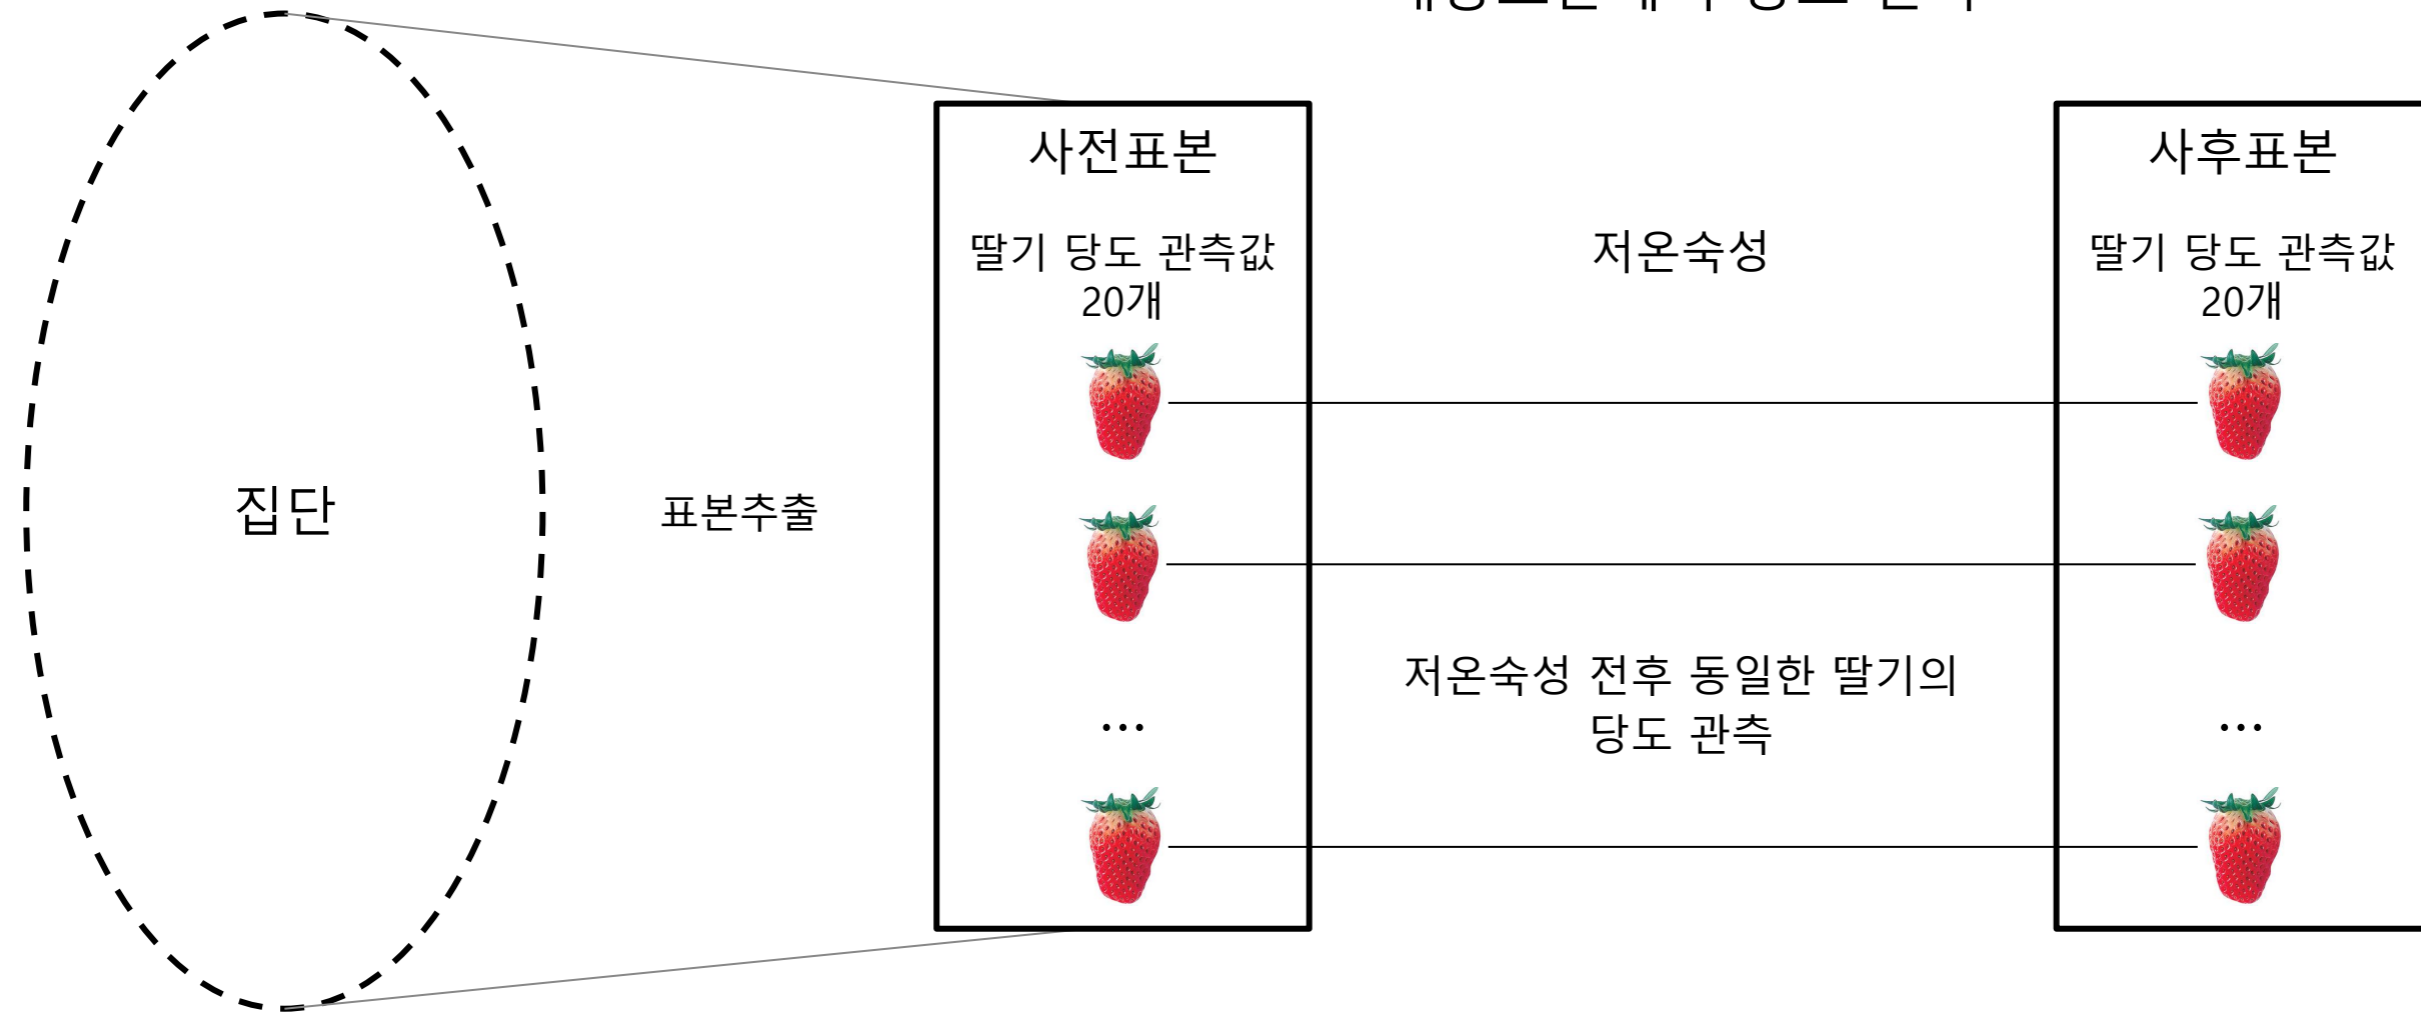 사전표본
사후표본
딸기 당도 관측값
20개
저온숙성
딸기 당도 관측값
20개
집단
표본추출
저온숙성 전후 동일한 딸기의
당도 관측
...
...